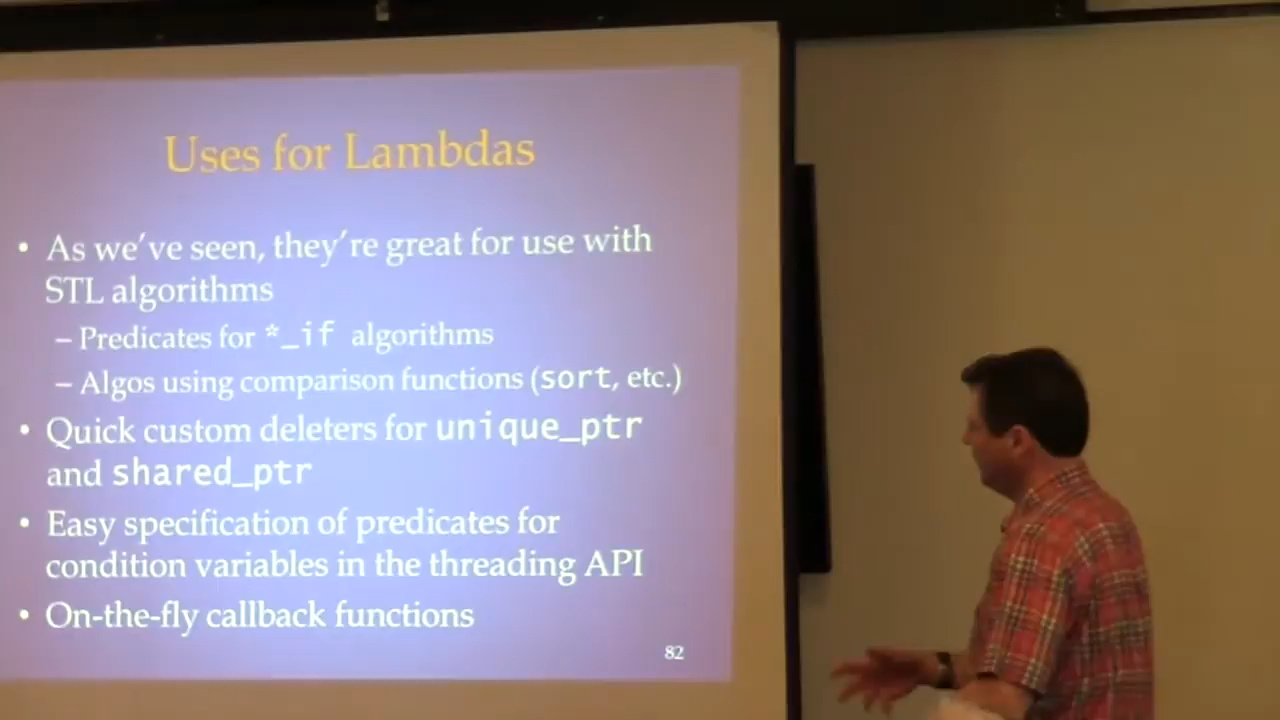 Uses for Lambdas
• As we've seen, they're great for use with
STL algorithms
– Predicates for *_if algorithms
– Algos using comparison functions (sort, etc.)
• Quick custom deleters for unique_ptr
and shared_ptr
• Easy specification of predicates for
condition variables in the threading API
• On-the-fly callback functions
82